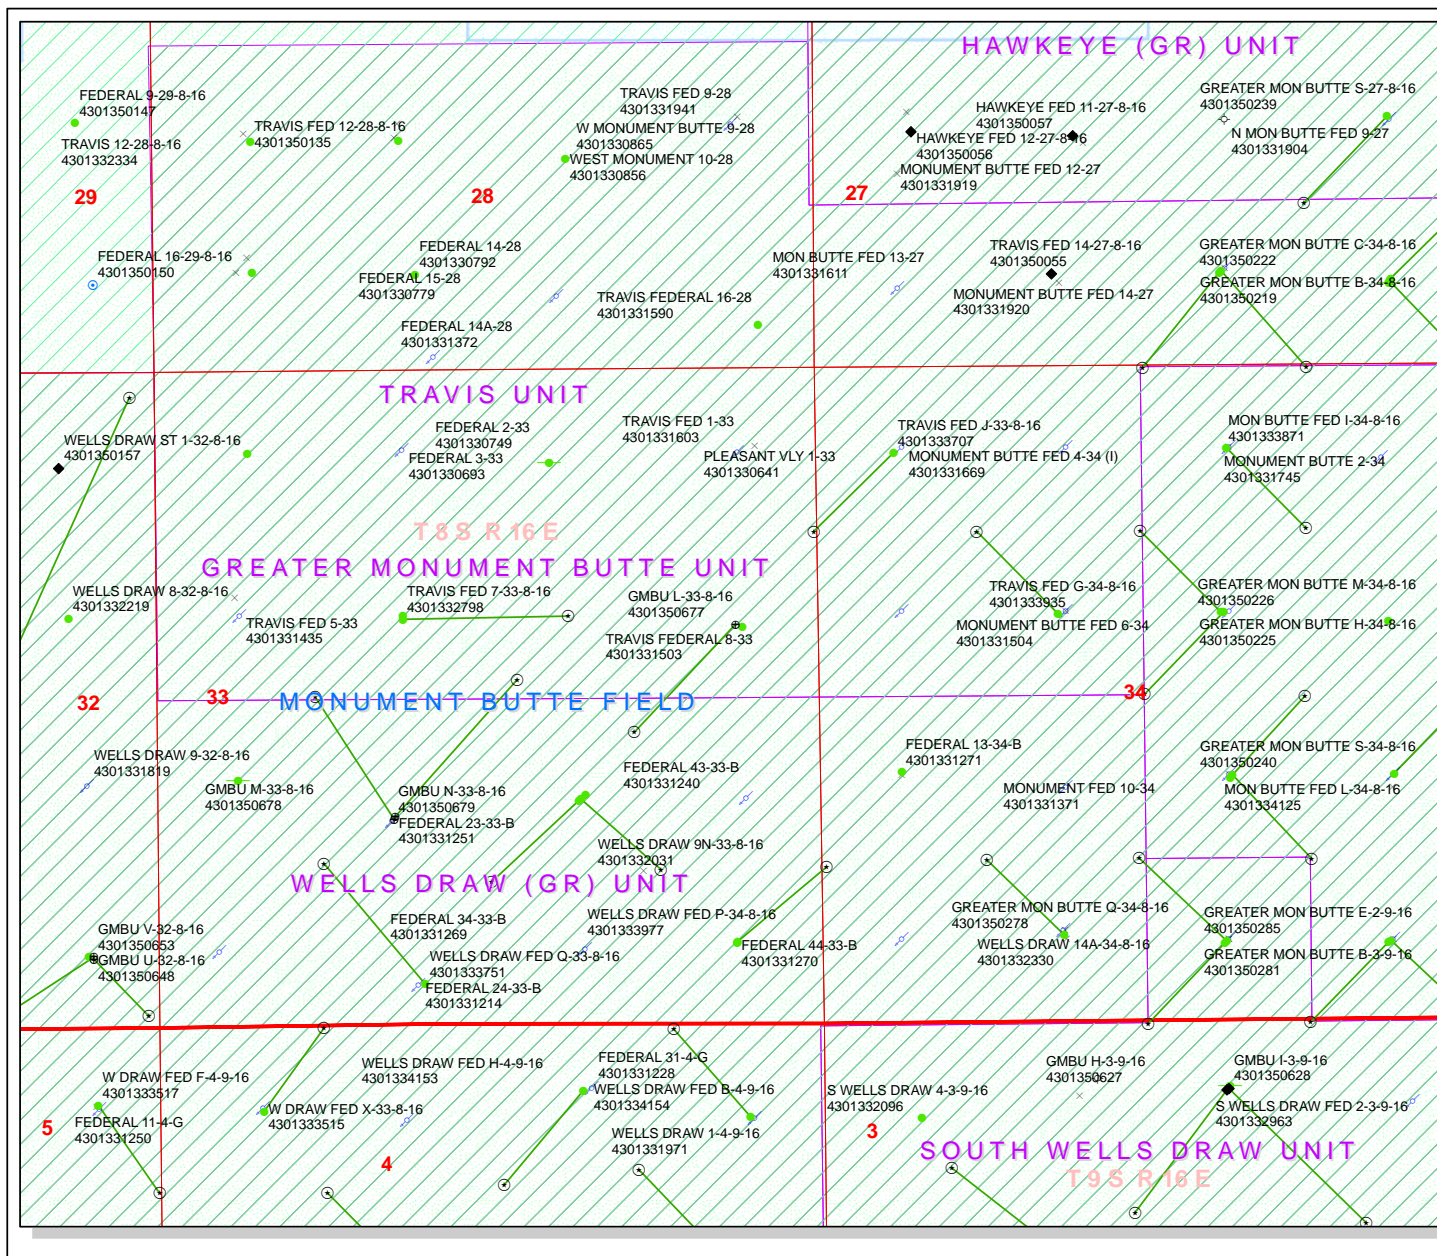 HAWKEYE (GR) UNIT
FEDERAL 9-29-8-16
4301350147
TRAVIS 12-28-8-16
4301332334
TRAVIS FED 12-28-8-16
4301350135
TRAVIS FED 9-28
4301331941
W MONUMENT BUTTE 9-28
4301330865
WEST MONUMENT 10-28
4301330856
HAWKEYE FED 11-27-8-16
4301350057
HAWKEYE FED 12-27-8-16
4301350056
MONUMENT BUTTE FED 12-27
4301331919
GREATER MON BUTTE S-27-8-16
4301350239
N MON BUTTE FED 9-27
4301331904
29
28
27
FEDERAL 16-29-8-16
4301350150
FEDERAL 14-28
4301330792
FEDERAL 15-28
4301330779
FEDERAL 14A-28
4301331372
TRAVIS FEDERAL 16-28
4301331590
MON BUTTE FED 13-27
4301331611
TRAVIS FED 14-27-8-16
4301350055
MONUMENT BUTTE FED 14-27
4301331920
GREATER MON BUTTE C-34-8-16
4301350222
GREATER MON BUTTE B-34-8-16
4301350219
TRAVIS UNIT
WELLS DRAW ST 1-32-8-16
4301350157
FEDERAL 2-33
4301330749
FEDERAL 3-33
4301330693
TRAVIS FED 1-33
4301331603
PLEASANT VLY 1-33
4301330641
TRAVIS FED J-33-8-16
4301333707
MONUMENT BUTTE FED 4-34 (I)
4301331669
MON BUTTE FED I-34-8-16
4301333871
MONUMENT BUTTE 2-34
4301331745
T8S R16E
GREATER MONUMENT BUTTE UNIT
WELLS DRAW 8-32-8-16
4301332219
TRAVIS FED 5-33
4301331435
TRAVIS FED 7-33-8-16
4301332798
GMBU L-33-8-16
4301350677
TRAVIS FEDERAL 8-33
4301331503
TRAVIS FED G-34-8-16
4301333935
MONUMENT BUTTE FED 6-34
4301331504
GREATER MON BUTTE M-34-8-16
4301350226
GREATER MON BUTTE H-34-8-16
4301350225
32
33
34
MONUMENT BUTTE FIELD
WELLS DRAW 9-32-8-16
4301331819
GMBU M-33-8-16
4301350678
GMBU N-33-8-16
4301350679
FEDERAL 23-33-B
4301331251
FEDERAL 43-33-B
4301331240
WELLS DRAW 9N-33-8-16
4301332031
FEDERAL 13-34-B
4301331271
MONUMENT FED 10-34
4301331371
GREATER MON BUTTE S-34-8-16
4301350240
MON BUTTE FED L-34-8-16
4301334125
WELLS DRAW (GR) UNIT
GMBU V-32-8-16
4301350653
GMBU U-32-8-16
4301350648
FEDERAL 34-33-B
4301331269
WELLS DRAW FED Q-33-8-16
4301333751
FEDERAL 24-33-B
4301331214
WELLS DRAW FED P-34-8-16
4301333977
FEDERAL 44-33-B
4301331270
GREATER MON BUTTE Q-34-8-16
4301350278
WELLS DRAW 14A-34-8-16
4301332330
GREATER MON BUTTE E-2-9-16
4301350285
GREATER MON BUTTE B-3-9-16
4301350281
W DRAW FED F-4-9-16
4301333517
FEDERAL 11-4-G
4301331250
WELLS DRAW FED H-4-9-16
4301334153
W DRAW FED X-33-8-16
4301333515
FEDERAL 31-4-G
4301331228
WELLS DRAW FED B-4-9-16
4301334154
WELLS DRAW 1-4-9-16
4301331971
S WELLS DRAW 4-3-9-16
4301332096
GMBU H-3-9-16
4301350627
GMBU I-3-9-16
4301350628
S WELLS DRAW FED 2-3-9-16
4301332963
5
4
3
SOUTH WELLS DRAW UNIT
T9S R16E